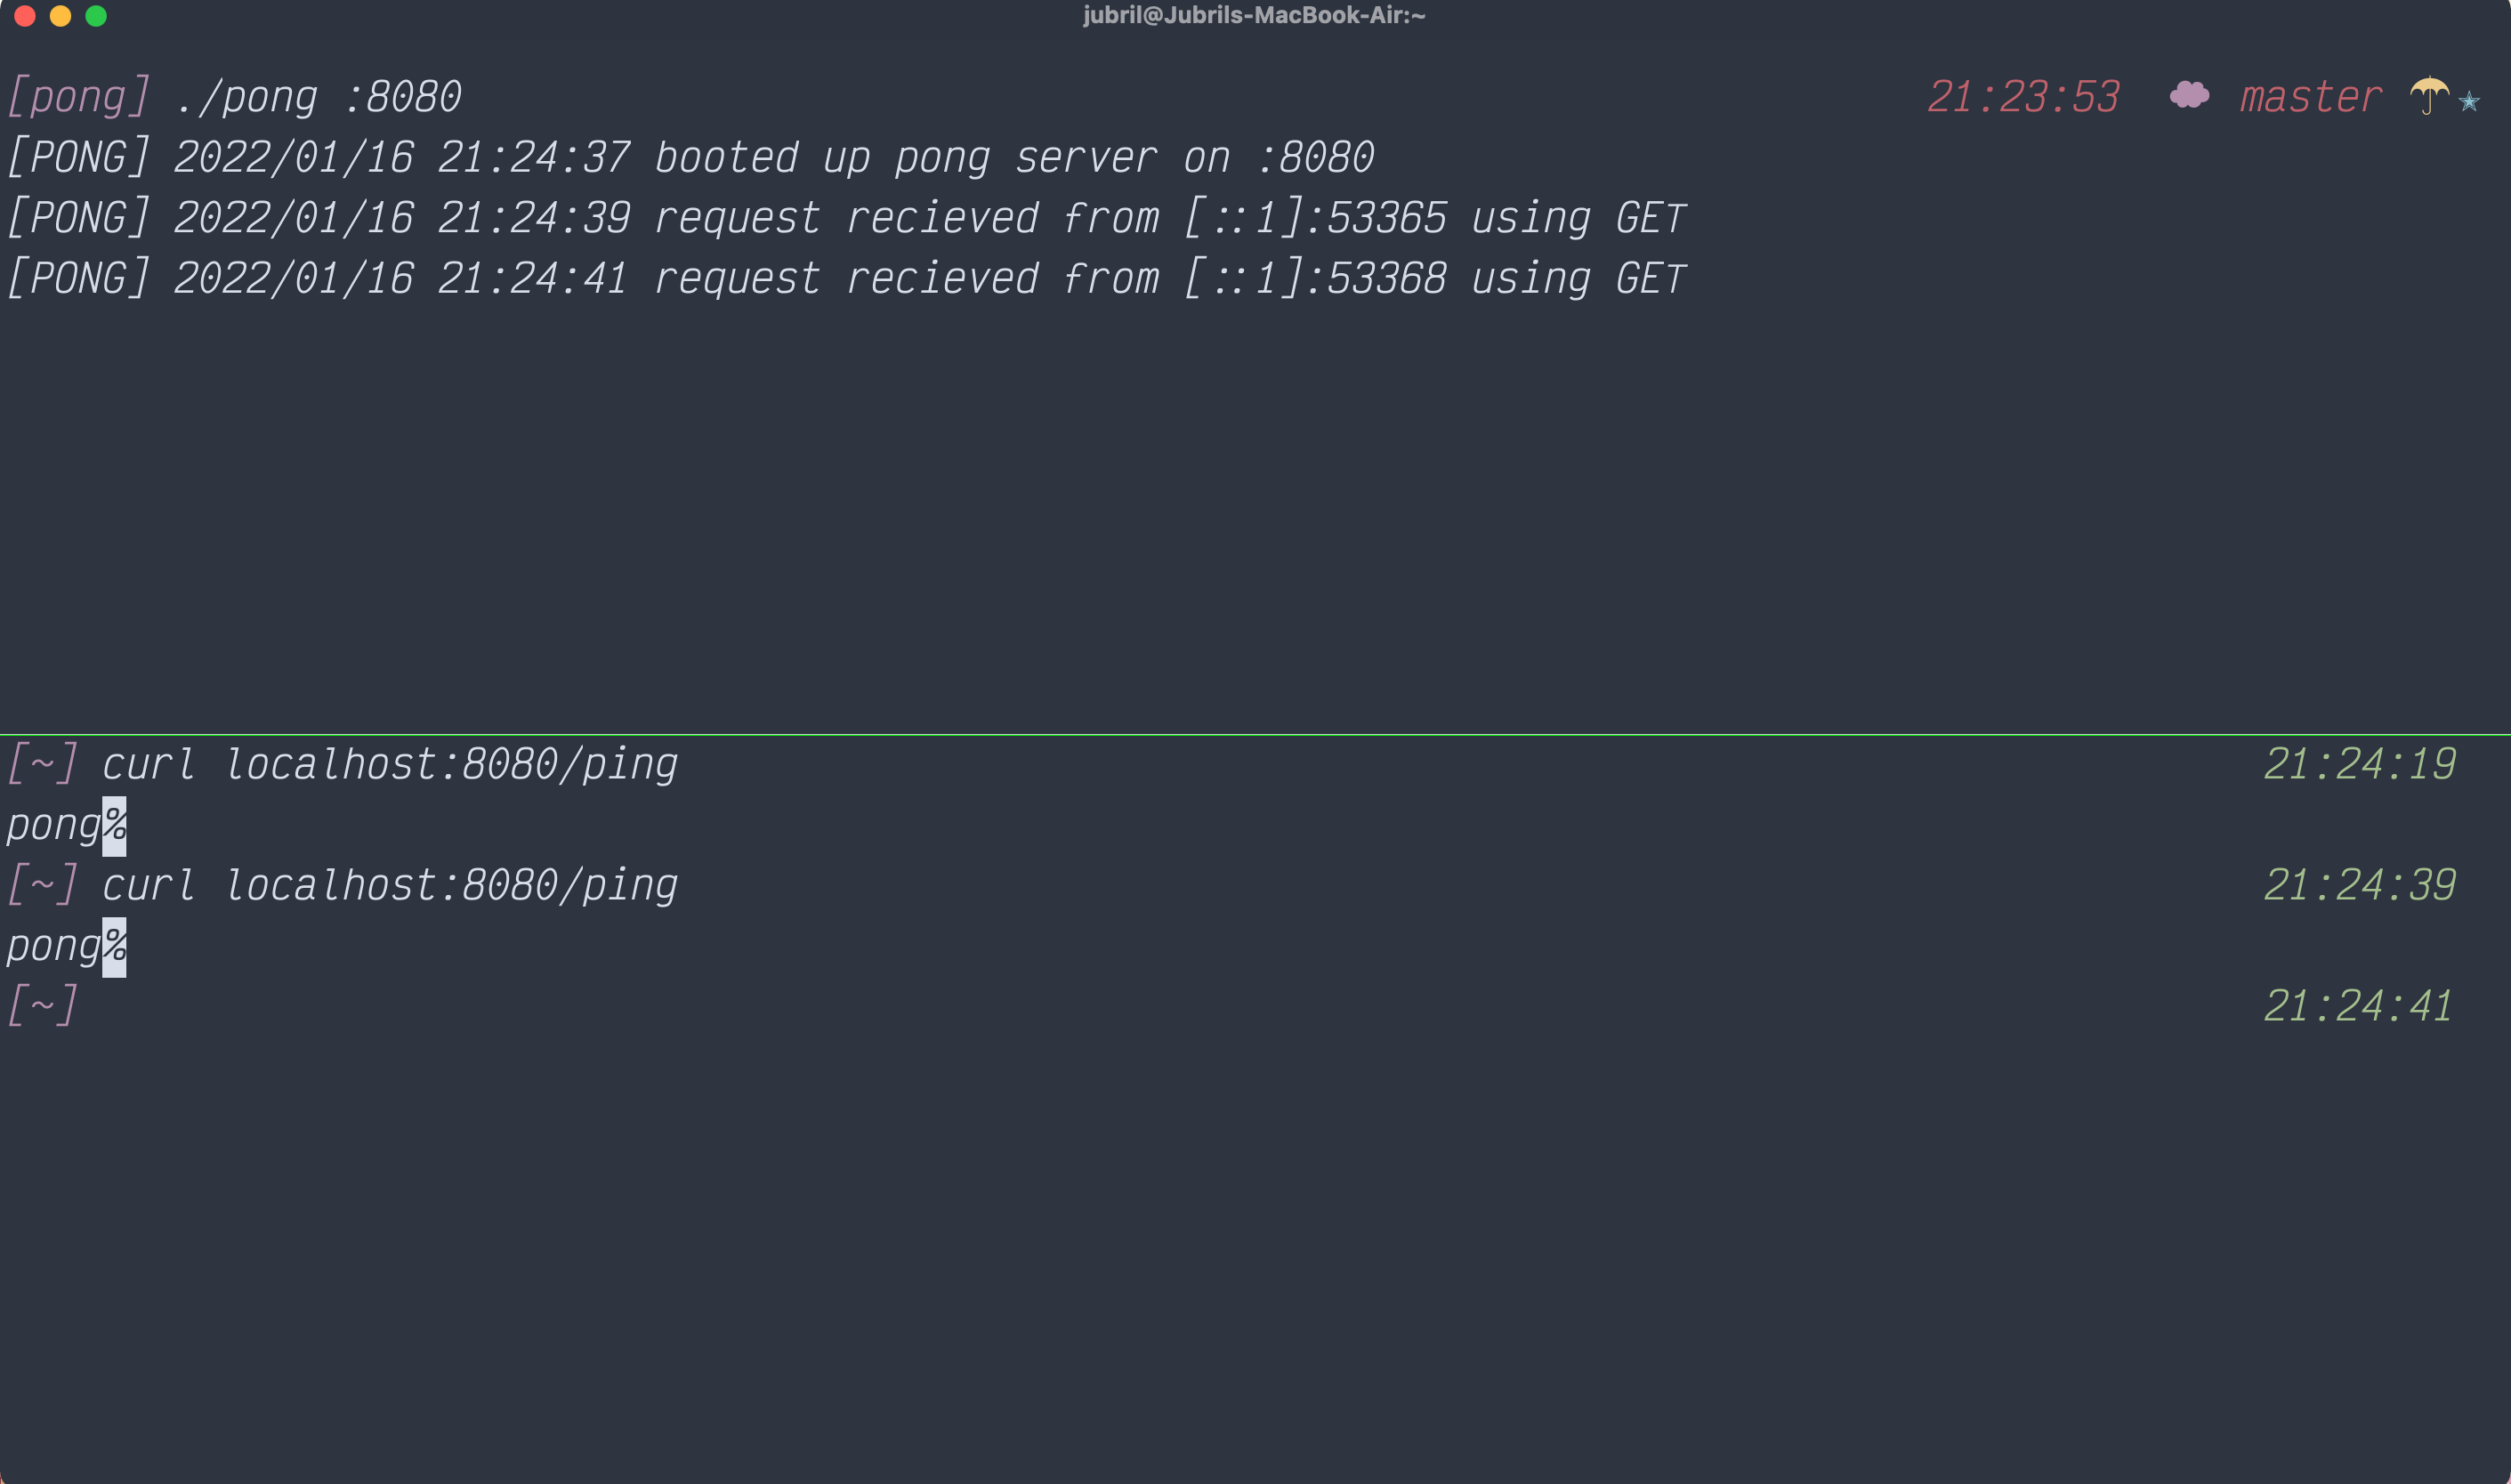 jubril@Jubrils-MacBook-Air:~
[pong] ./pong :8080 21:23:53 master
[PONG] 2022/01/16 21:24:37 booted up pong server on :8080
[PONG] 2022/01/16 21:24:39 request recieved from [::1]:53365 using GET
[PONG] 2022/01/16 21:24:41 request recieved from [::1]:53368 using GET
[~] curl localhost:8080/ping 21:24:19
pong%
[~] curl localhost:8080/ping 21:24:39
pong%
[~] 21:24:41